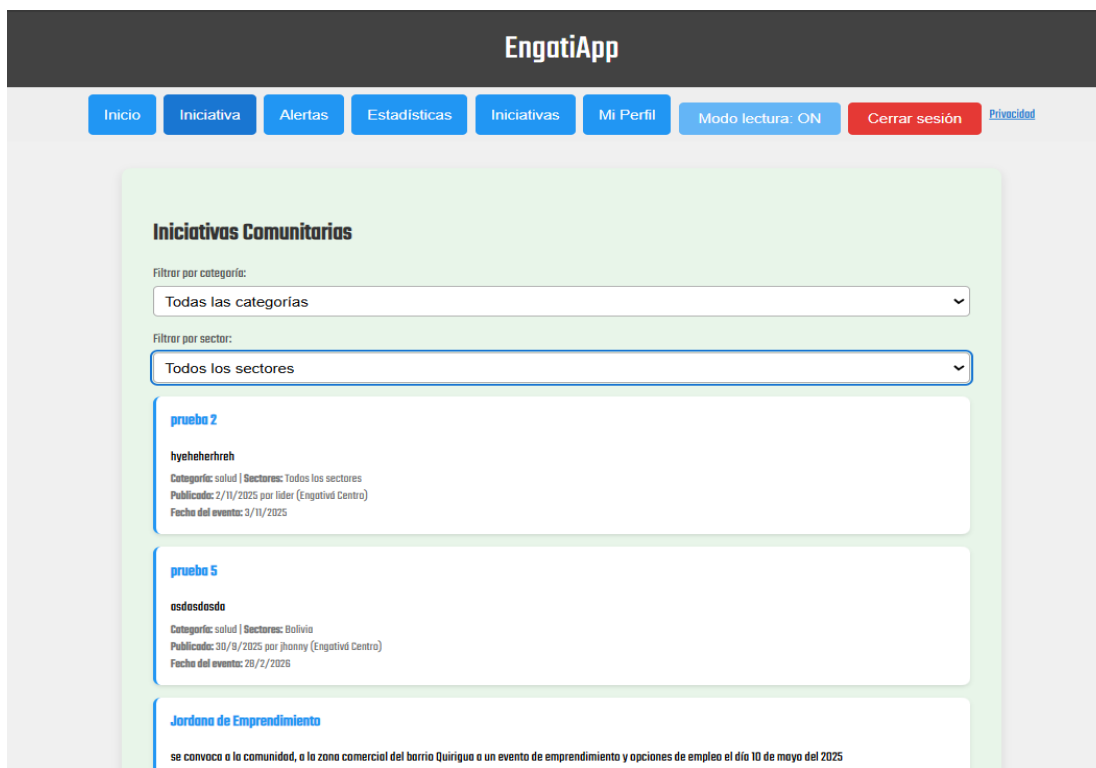 EngatiApp
Inicio Iniciativa Alertas Estadísticas Iniciativas Mi Perfil Modo lectura: ON Cerrar sesión Privacidad
Iniciativas Comunitarias
Filtrar por categoría:
Todas las categorías
Filtrar por sector:
Todos los sectores
prueba 2
hyeheherhreh
Categoría: salud | Sectores: Todos los sectores
Publicado: 2/11/2025 por lider (Engativá Centro)
Fecha del evento: 3/11/2025
prueba 5
asdasdasda
Categoría: salud | Sectores: Bolivia
Publicado: 30/9/2025 por jhonny (Engativá Centro)
Fecha del evento: 28/2/2026
Jordana de Emprendimiento
se convoca a la comunidad, a la zona comercial del barrio Quirigua a un evento de emprendimiento y opciones de empleo el día 10 de mayo del 2025